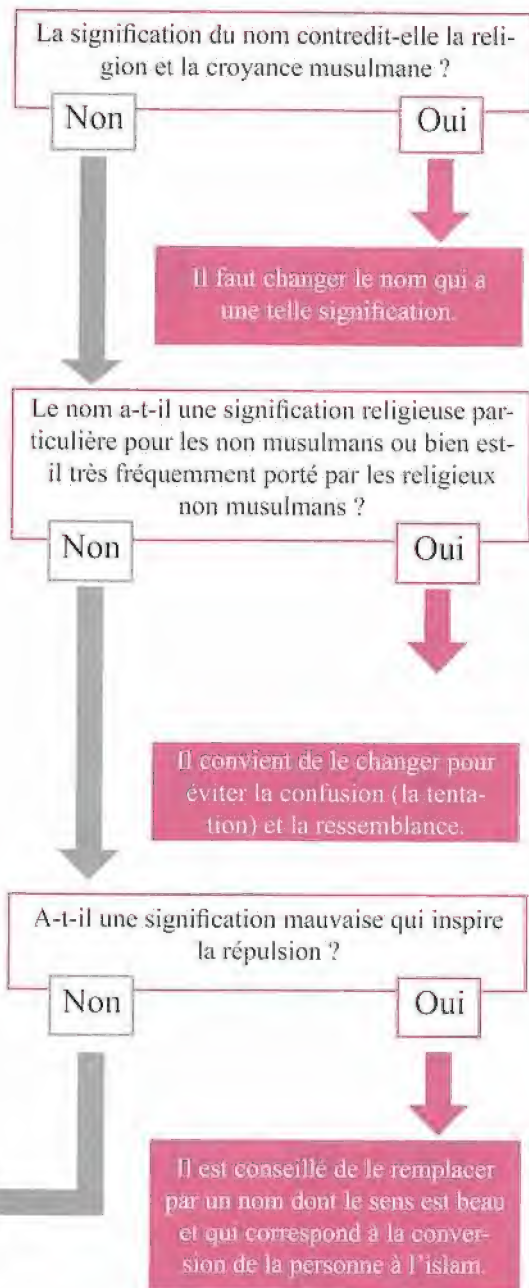 La signification du nom contredit-elle la reli-
gion et la croyance musulmane ?
Non
Oui
Il faut changer le nom qui a
une telle signification.
Le nom a-t-il une signification religieuse par-
ticulière pour les non musulmans ou bien est-
il très fréquemment porté par les religieux
non musulmans ?
Non
Oui
Il convient de le changer pour
éviter la confusion (la tenta-
tion) et la ressemblance.
A-t-il une signification mauvaise qui inspire
la répulsion ?
Non
Oui
Il est conseillé de le remplacer
par un nom dont le sens est beau
et qui correspond à la conver-
sion de la personne à l'islam.